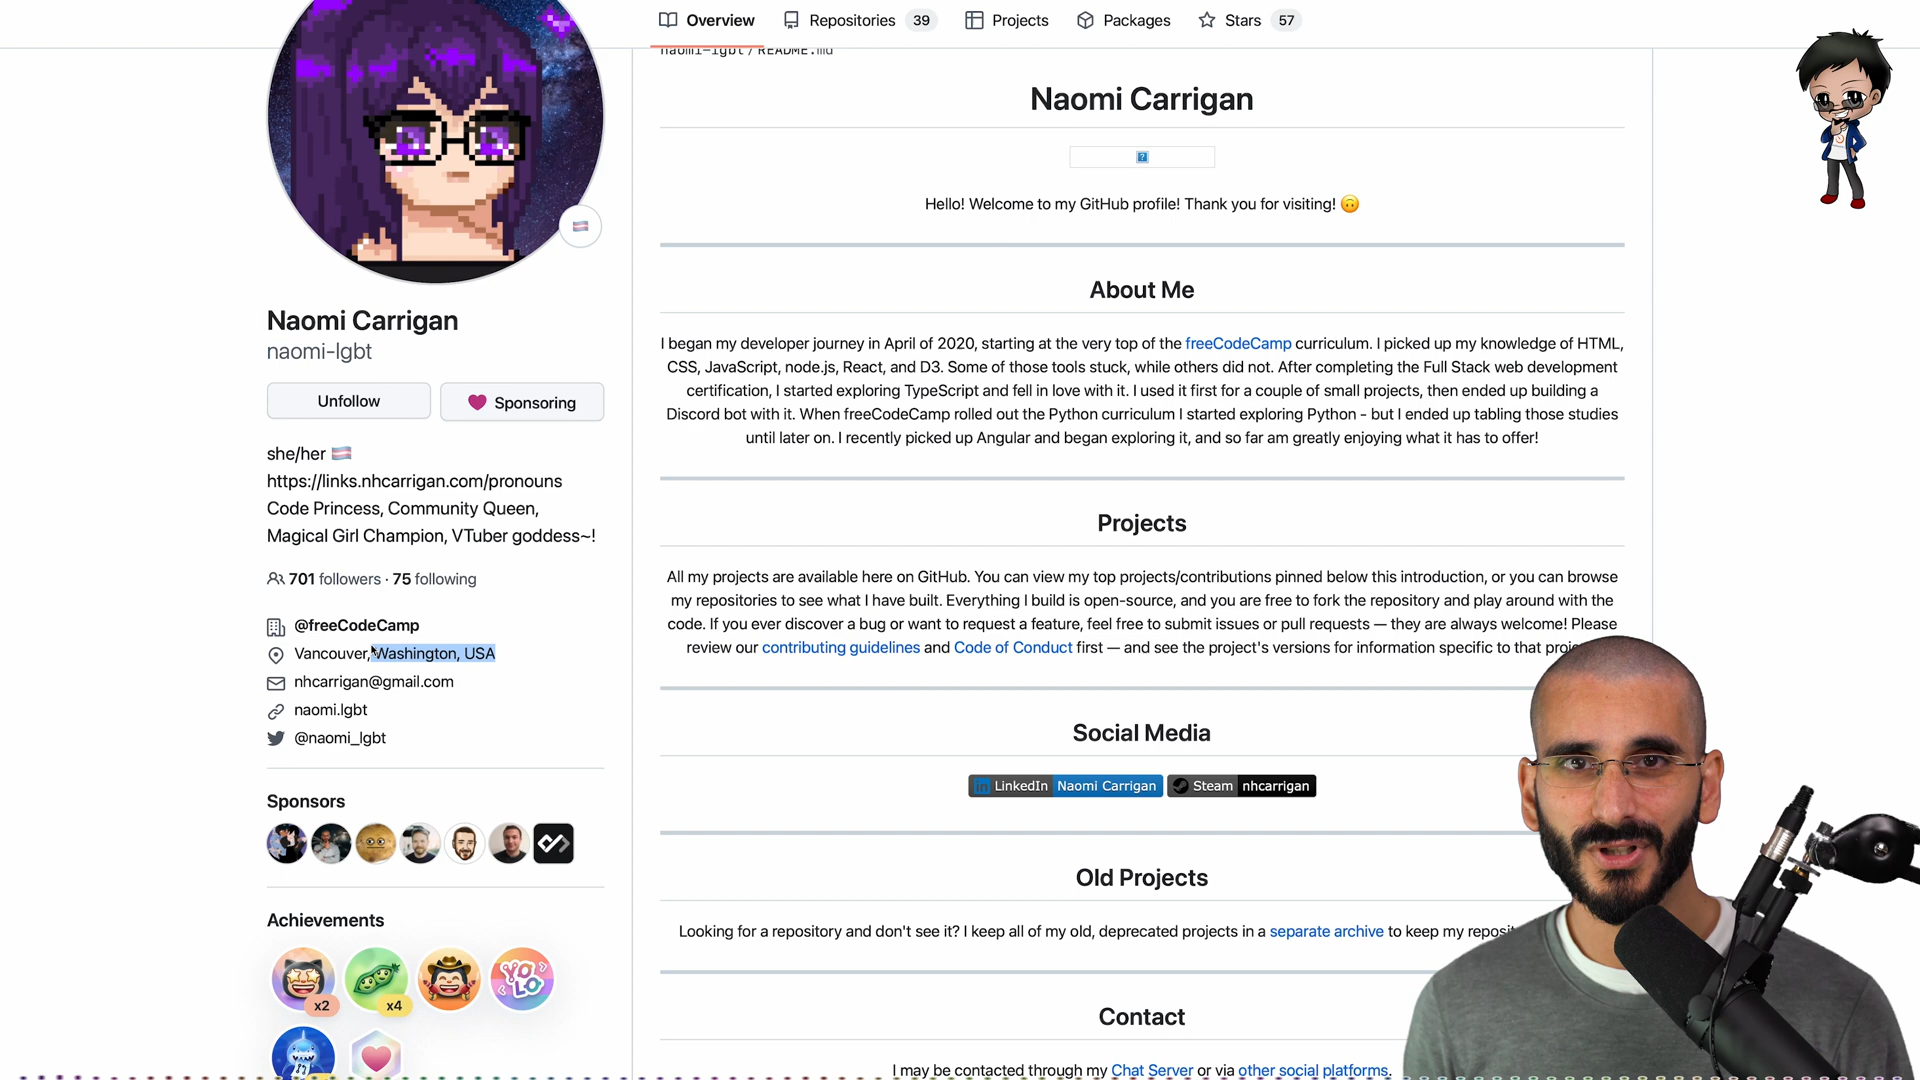 Overview
Repositories 39
Projects
Packages
Stars 57
naomi-lgbt / README.md
Naomi Carrigan
naomi-lgbt
Unfollow
Sponsoring
she/her
https://links.nhcarrigan.com/pronouns
Code Princess, Community Queen,
Magical Girl Champion, VTuber goddess~!
701 followers · 75 following
@freeCodeCamp
Vancouver, Washington, USA
nhcarrigan@gmail.com
naomi.lgbt
@naomi_lgbt
Sponsors
Achievements
x2
x4
YOLO
Naomi Carrigan
Hello! Welcome to my GitHub profile! Thank you for visiting!
About Me
I began my developer journey in April of 2020, starting at the very top of the freeCodeCamp curriculum. I picked up my knowledge of HTML,
CSS, JavaScript, node.js, React, and D3. Some of those tools stuck, while others did not. After completing the Full Stack web development
certification, I started exploring TypeScript and fell in love with it. I used it first for a couple of small projects, then ended up building a
Discord bot with it. When freeCodeCamp rolled out the Python curriculum I started exploring Python - but I ended up tabling those studies
until later on. I recently picked up Angular and began exploring it, and so far am greatly enjoying what it has to offer!
Projects
All my projects are available here on GitHub. You can view my top projects/contributions pinned below this introduction, or you can browse
my repositories to see what I have built. Everything I build is open-source, and you are free to fork the repository and play around with the
code. If you ever discover a bug or want to request a feature, feel free to submit issues or pull requests — they are always welcome! Please
review our contributing guidelines and Code of Conduct first — and see the project's versions for information specific to that
Social Media
LinkedIn Naomi Carrigan
Steam nhcarrigan
Old Projects
Looking for a repository and don't see it? I keep all of my old, deprecated projects in a separate archive to keep my
Contact
I may be contacted through my Chat Server or via other social platforms.